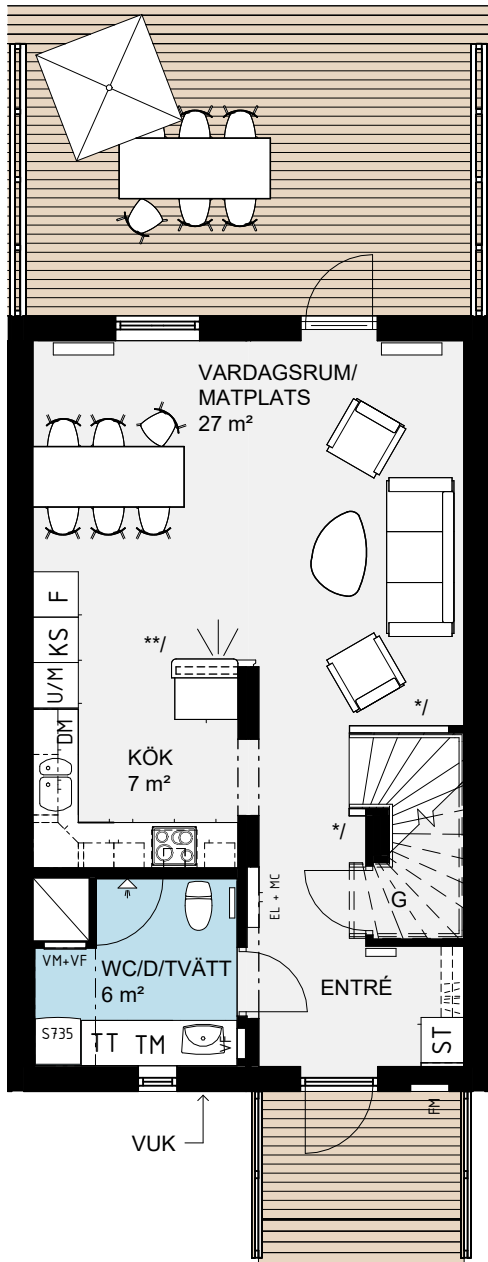 VARDAGSRUM/
MATPLATS
27 m²
F
KS
U/M
DM
**/
*/
KÖK
7 m²
*/
G
EL + MC
VM+VF
WC/D/TVÄTT
6 m²
ENTRÉ
S735
TT
TM
VF
ST
FM
VUK